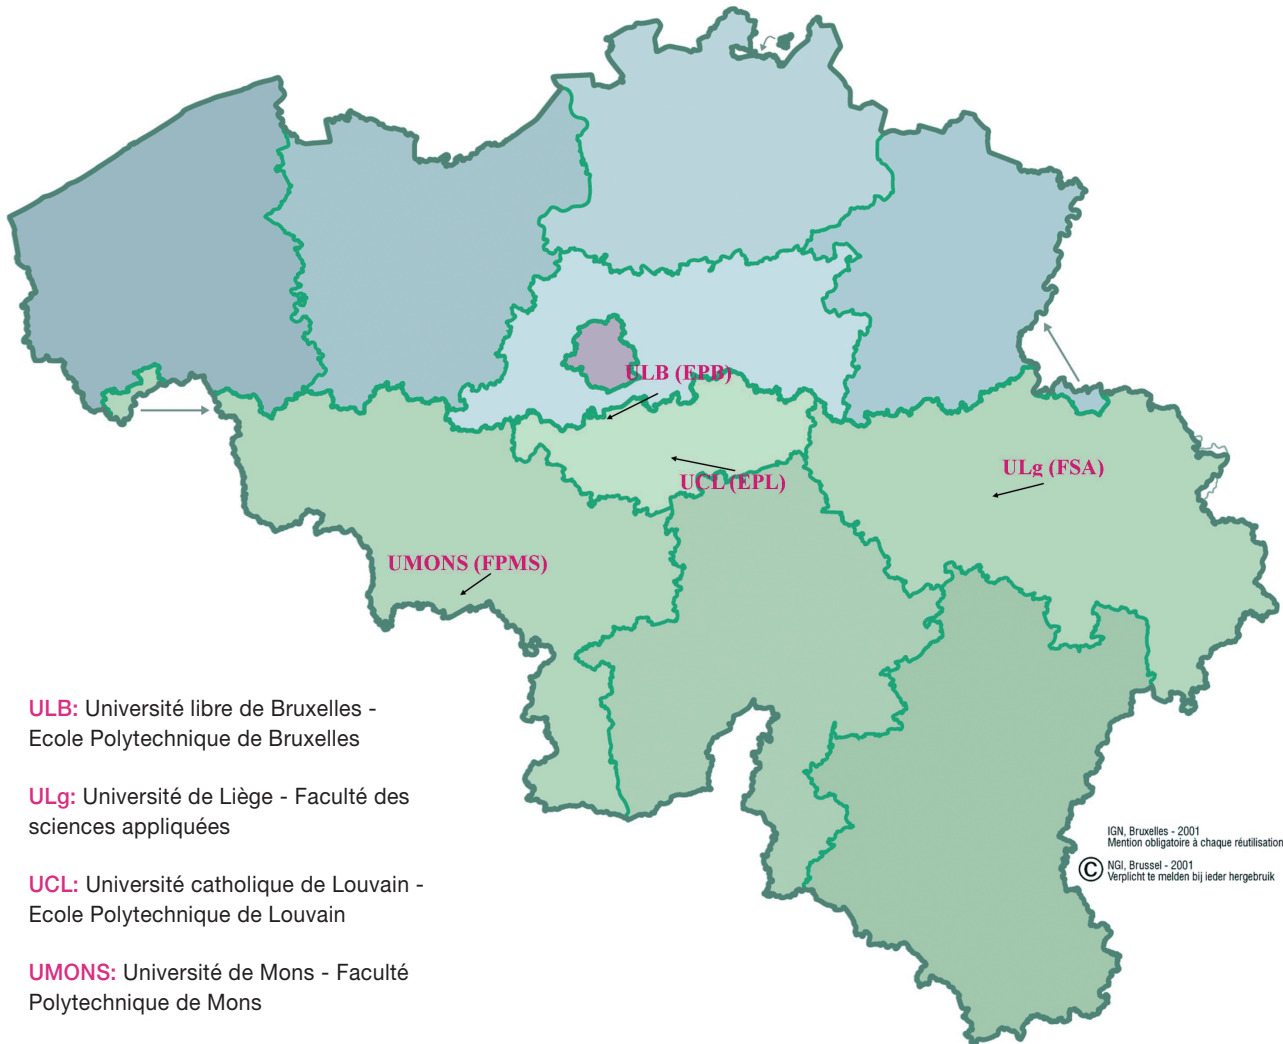 ULB (EPB)
ULg (FSA)
UCL (EPL)
UMONS (FPMS)
ULB: Université libre de Bruxelles -
Ecole Polytechnique de Bruxelles
ULg: Université de Liège - Faculté des
sciences appliquées
UCL: Université catholique de Louvain -
Ecole Polytechnique de Louvain
UMONS: Université de Mons - Faculté
Polytechnique de Mons
IGN, Bruxelles - 2001
Mention obligatoire à chaque réutilisation
© NGI, Brussel - 2001
Verplicht te melden bij ieder hergebruik